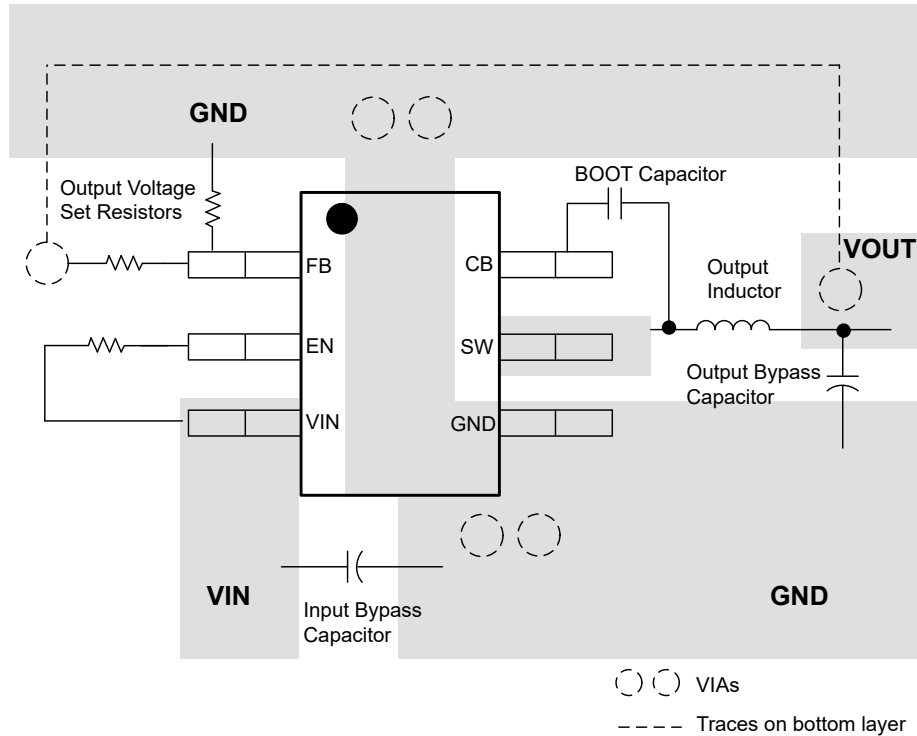 GND
Output Voltage
Set Resistors
BOOT Capacitor
VOUT
FB
CB
Output
Inductor
EN
SW
Output Bypass
Capacitor
VIN
GND
VIN
Input Bypass
Capacitor
GND
VIAs
Traces on bottom layer